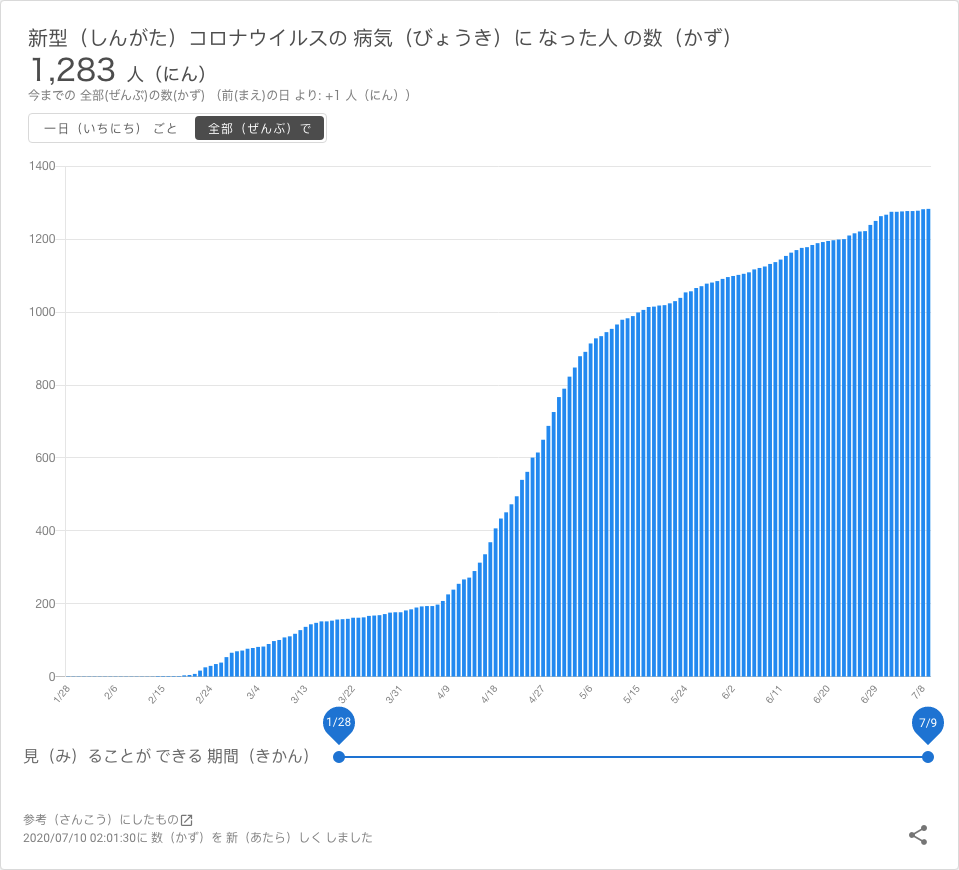 新型（しんがた）コロナウイルスの 病気（びょうき）に なった人 の数（かず）
1,283 人（にん）
今までの 全部(ぜんぶ)の数(かず) （前(まえ)の日 より: +1 人（にん））
一日（いちにち） ごと 全部（ぜんぶ）で
1400
1200
1000
800
600
400
200
0
1/28 2/6 2/15 2/24 3/4 3/13 3/22 3/31 4/9 4/18 4/27 5/6 5/15 5/24 6/2 6/11 6/20 6/29 7/8
1/28 7/9
見（み）ることが できる 期間（きかん）
参考（さんこう）にしたもの
2020/07/10 02:01:30に 数（かず）を 新（あたら）しく しました